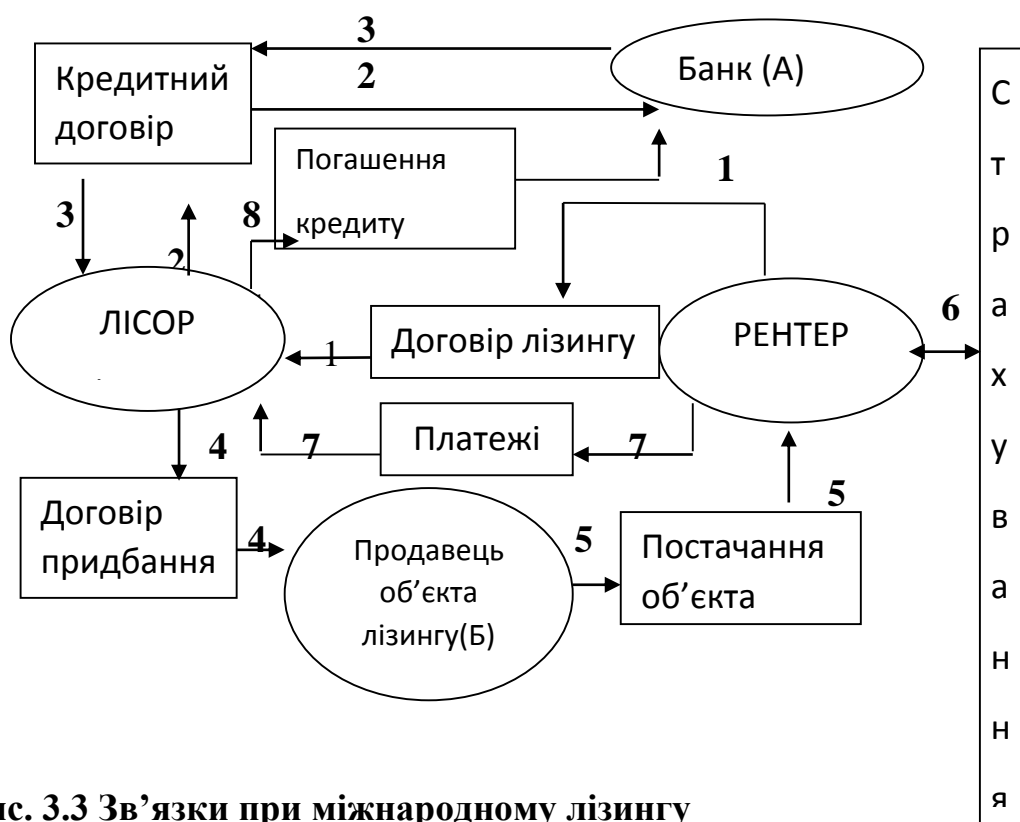 3
Банк (А)
Кредитний
договір
2
Погашення
кредиту
1
3
2
8
ЛІСОР
Договір лізингу
1
РЕНТЕР
6
4
7
Платежі
7
Договір
придбання
4
Продавець
об’єкта
лізингу(Б)
5
Постачання
об’єкта
5
С
т
р
а
х
у
в
а
н
н
я
ис. 3.3 Зв’язки при міжнародному лізингу